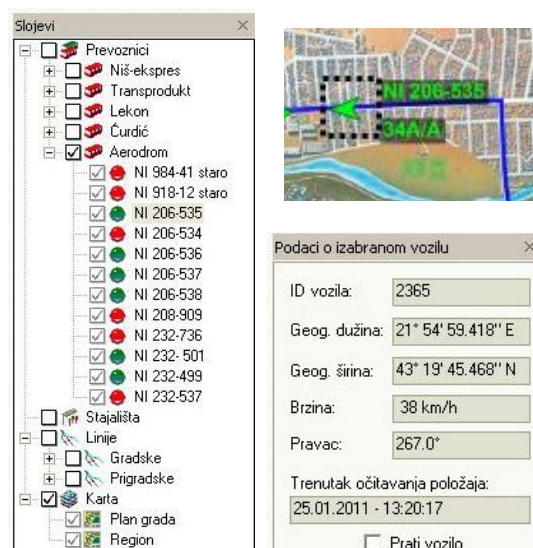 Slojevi
Prevoznici
Niš-ekspres
Transprodukt
Lekon
Ćurdić
Aerodrom
NI 984-41 staro
NI 918-12 staro
NI 206-535
NI 206-534
NI 206-536
NI 206-537
NI 206-538
NI 208-909
NI 232-736
NI 232- 501
NI 232-499
NI 232-537
Stajališta
Linije
Gradske
Prigradske
Karta
Plan grada
Region
NI 206-535
34A/A
Podaci o izabranom vozilu
ID vozila: 2365
Geog. dužina: 21° 54' 59.418'' E
Geog. širina: 43° 19' 45.468'' N
Brzina: 38 km/h
Pravac: 267.0°
Trenutak očitavanja položaja:
25.01.2011 - 13:20:17
Prati vozilo